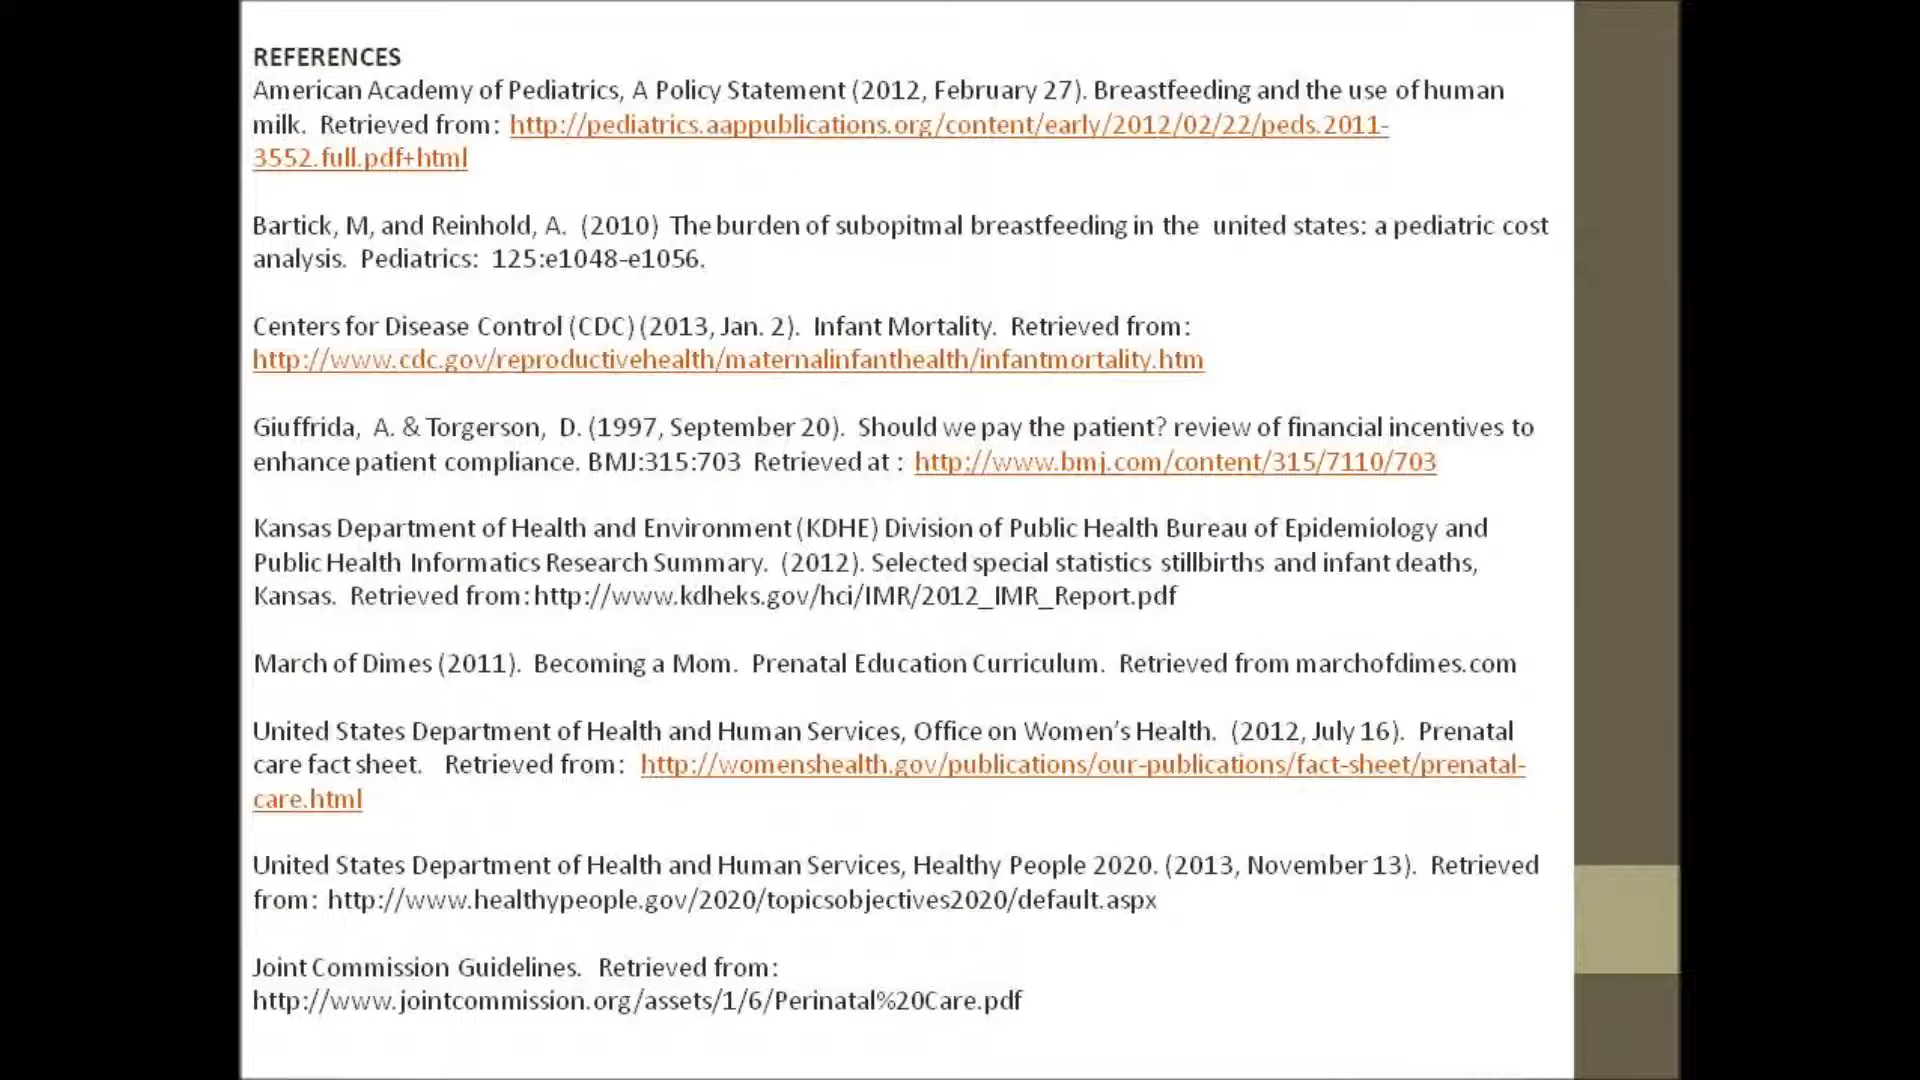 REFERENCES
American Academy of Pediatrics, A Policy Statement (2012, February 27). Breastfeeding and the use of human
milk. Retrieved from: http://pediatrics.aappublications.org/content/early/2012/02/22/peds.2011-
3552.full.pdf+html
Bartick, M, and Reinhold, A. (2010) The burden of subopitmal breastfeeding in the united states: a pediatric cost
analysis. Pediatrics: 125:e1048-e1056.
Centers for Disease Control (CDC) (2013, Jan. 2). Infant Mortality. Retrieved from:
http://www.cdc.gov/reproductivehealth/maternalinfanthealth/infantmortality.htm
Giuffrida, A. & Torgerson, D. (1997, September 20). Should we pay the patient? review of financial incentives to
enhance patient compliance. BMJ:315:703 Retrieved at : http://www.bmj.com/content/315/7110/703
Kansas Department of Health and Environment (KDHE) Division of Public Health Bureau of Epidemiology and
Public Health Informatics Research Summary. (2012). Selected special statistics stillbirths and infant deaths,
Kansas. Retrieved from: http://www.kdheks.gov/hci/IMR/2012_IMR_Report.pdf
March of Dimes (2011). Becoming a Mom. Prenatal Education Curriculum. Retrieved from marchofdimes.com
United States Department of Health and Human Services, Office on Women’s Health. (2012, July 16). Prenatal
care fact sheet. Retrieved from: http://womenshealth.gov/publications/our-publications/fact-sheet/prenatal-
care.html
United States Department of Health and Human Services, Healthy People 2020. (2013, November 13). Retrieved
from: http://www.healthypeople.gov/2020/topicsobjectives2020/default.aspx
Joint Commission Guidelines. Retrieved from:
http://www.jointcommission.org/assets/1/6/Perinatal%20Care.pdf